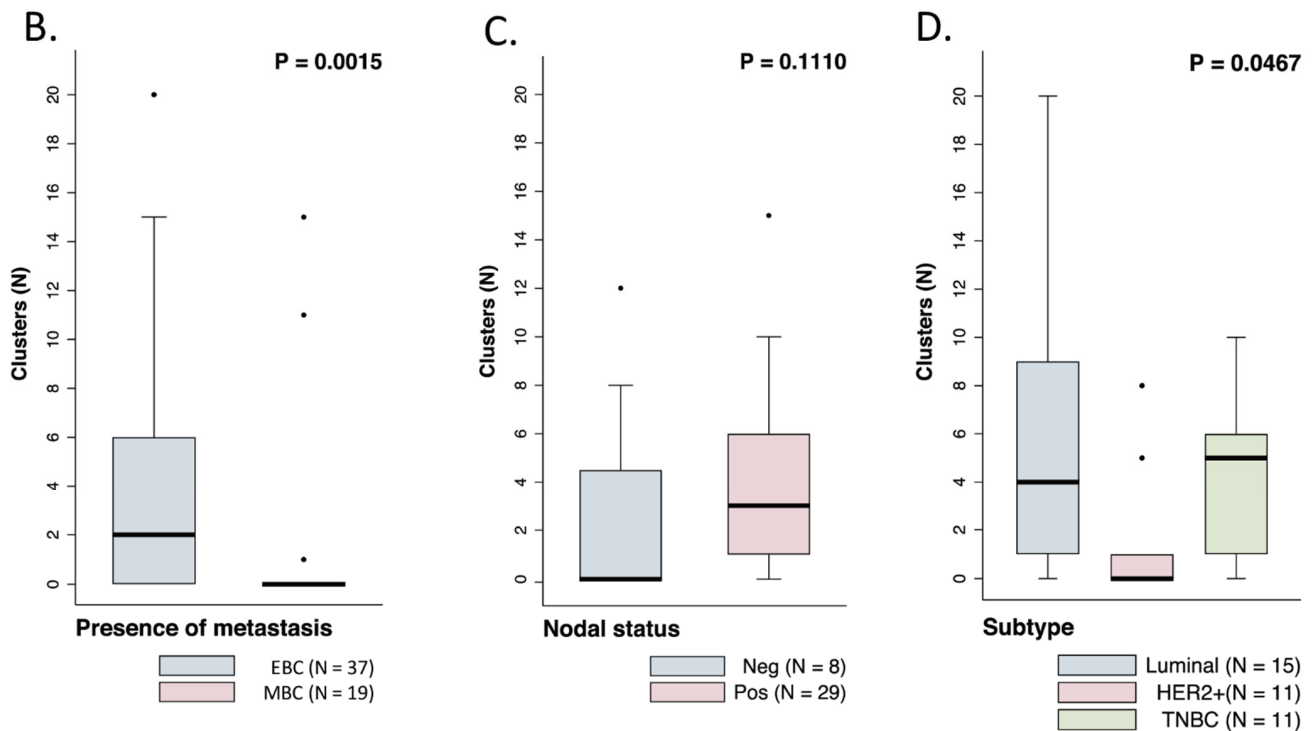 B.
P = 0.0015
Clusters (N)
20
18
16
14
12
10
8
6
4
2
0
Presence of metastasis
EBC (N = 37)
MBC (N = 19)
C.
P = 0.1110
Clusters (N)
20
18
16
14
12
10
8
6
4
2
0
Nodal status
Neg (N = 8)
Pos (N = 29)
D.
P = 0.0467
Clusters (N)
20
18
16
14
12
10
8
6
4
2
0
Subtype
Luminal (N = 15)
HER2+(N = 11)
TNBC (N = 11)